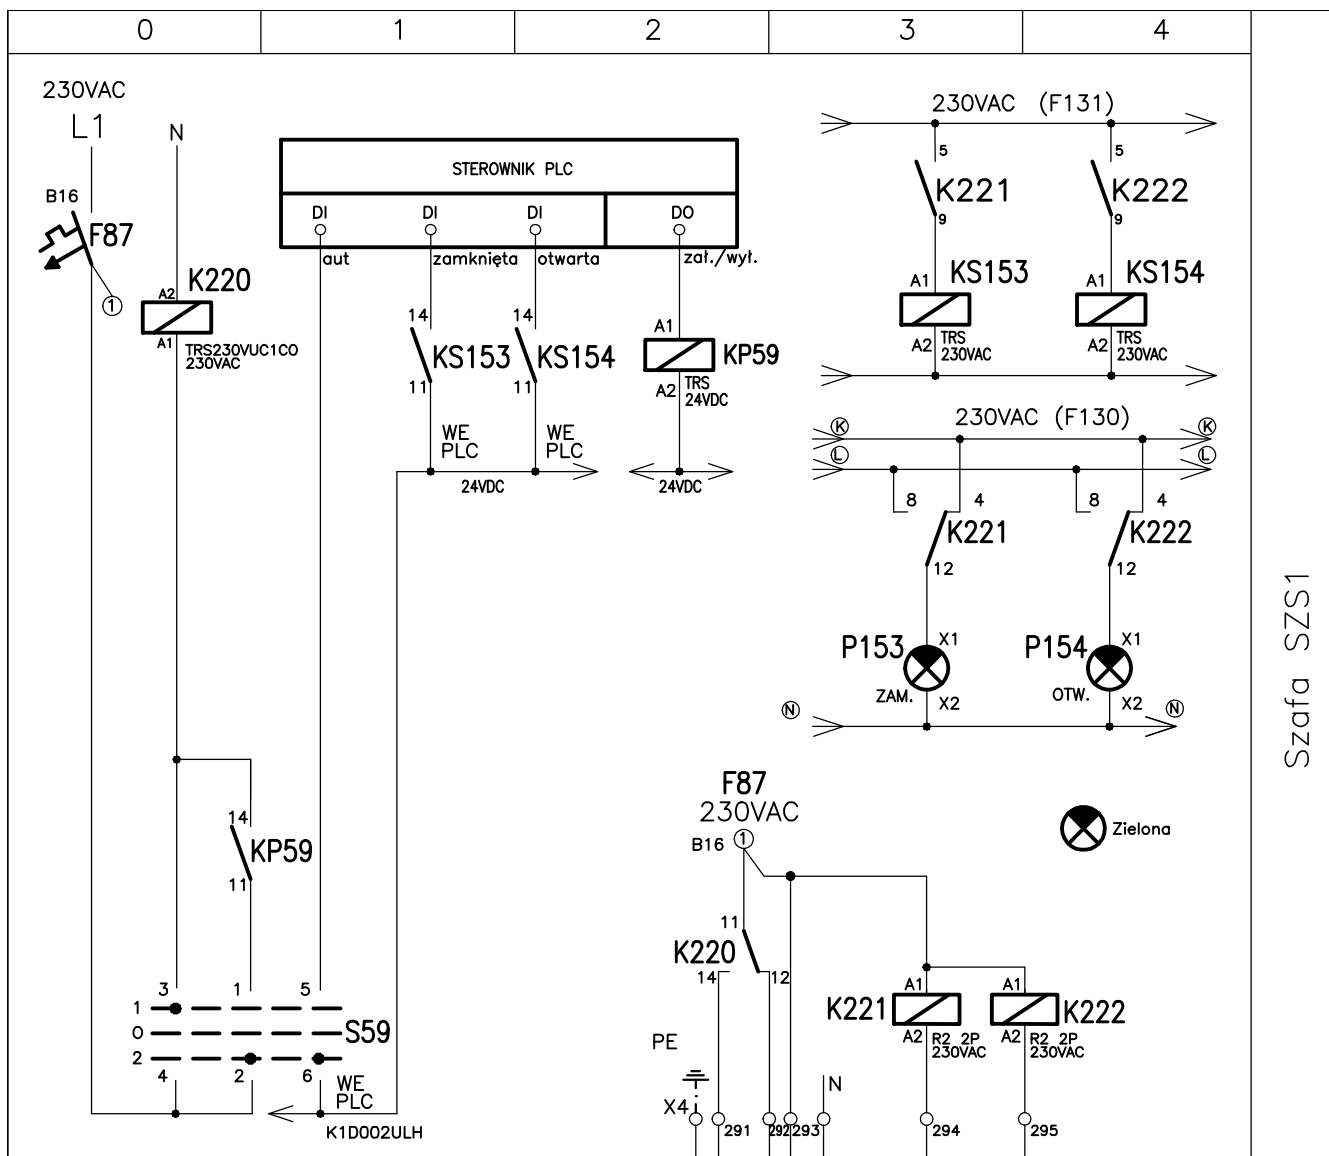 0 1 2 3 4
230VAC
L1
N
B16
F87
1
K220
A2
A1
TRS230VUC1CO
230VAC
STEROWNIK PLC
DI DI DI DO
aut zamknięta otwarta zał./wył.
14 14
KS153 KS154
11 11
WE WE
PLC PLC
24VDC
A1
KP59
A2
TRS
24VDC
24VDC
230VAC (F131)
5 5
K221 K222
9 9
KS153 KS154
A1 A1
A2 A2
TRS TRS
230VAC 230VAC
230VAC (F130)
K K
L L
8 4 8 4
K221 K222
12 12
P153 X1 P154 X1
ZAM. X2 OTW. X2
N N
Zielona
14
KP59
11
3 1 5
1
0 S59
2
4 2 6
WE
PLC
K1D002ULH
F87
230VAC
B16 1
11
K220
14 12
A1 A1
K221 K222
A2 A2
R2 2P R2 2P
230VAC 230VAC
PE
N
X4
291 292 293 294 295
Szafa SZS1